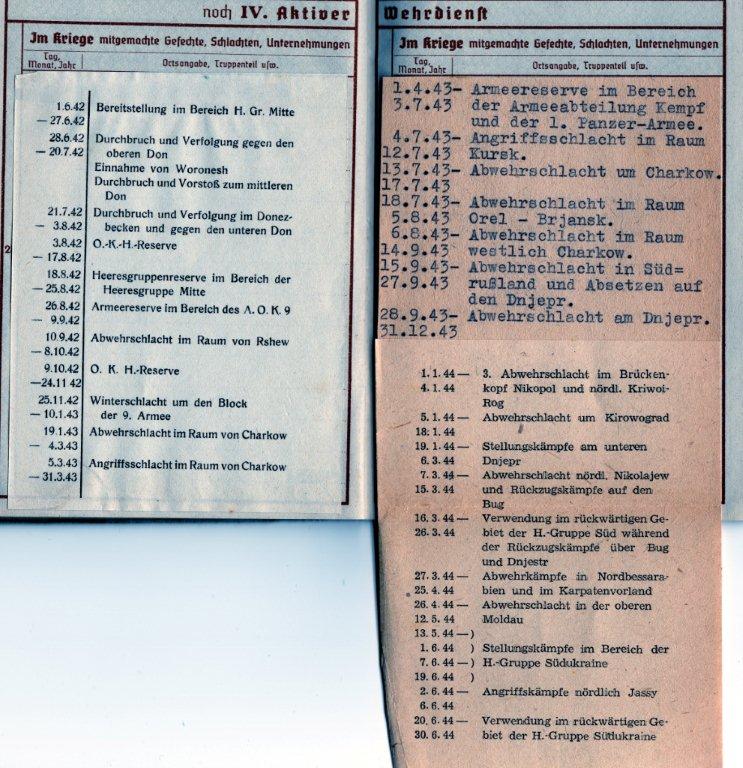 noch IV. Aktiver
Im Kriege mitgemachte Gefechte, Schlachten, Unternehmungen
Tag, Monat, Jahr
Ortsangabe, Truppenteil usw.
1.6.42 Bereitstellung im Bereich H. Gr. Mitte
— 27.6.42
28.6.42 Durchbruch und Verfolgung gegen den
— 20.7.42 oberen Don
Einnahme von Woronesh
Durchbruch und Vorstoß zum mittleren
Don
21.7.42 Durchbruch und Verfolgung im Donez-
— 3.8.42 becken und gegen den unteren Don
3.8.42 O.-K.-H.-Reserve
— 17.8.42
18.8.42 Heeresgruppenreserve im Bereich der
— 25.8.42 Heeresgruppe Mitte
26.8.42 Armeereserve im Bereich des A. O. K. 9
— 9.9.42
10.9.42 Abwehrschlacht im Raum von Rshew
— 8.10.42
9.10.42 O. K. H.-Reserve
—24.11 42
25.11.42 Winterschlacht um den Block
— 10.1.43 der 9. Armee
19.1.43 Abwehrschlacht im Raum von Charkow
— 4.3.43
5.3.43 Angriffsschlacht im Raum von Charkow
— 31.3.43
2
Wehrdienst
Im Kriege mitgemachte Gefechte, Schlachten, Unternehmungen
Tag, Monat, Jahr
Ortsangabe, Truppenteil usw.
1.4.43- Armeereserve im Bereich
3.7.43 der Armeeabteilung Kempf
und der 1. Panzer-Armee.
4.7.43- Angriffsschlacht im Raum
12.7.43 Kursk.
13.7.43- Abwehrschlacht um Charkow.
17.7.43
18.7.43- Abwehrschlacht im Raum
5.8.43 Orel - Brjansk.
6.8.43- Abwehrschlacht im Raum
14.9.43 westlich Charkow.
15.9.43- Abwehrschlacht in Süd=
27.9.43 rußland und Absetzen auf
den Dnjepr.
28.9.43- Abwehrschlacht am Dnjepr.
31.12.43
1. 1. 44 — 3. Abwehrschlacht im Brücken-
4. 1. 44 kopf Nikopol und nördl. Kriwoi-
Rog
5. 1. 44 — Abwehrschlacht um Kirowograd
18. 1. 44
19. 1. 44 — Stellungskämpfe am unteren
6. 3. 44 Dnjepr
7. 3. 44 — Abwehrschlacht nördl. Nikolajew
15. 3. 44 und Rückzugskämpfe auf den
Bug
16. 3. 44 — Verwendung im rückwärtigen Ge-
26. 3. 44 biet der H.-Gruppe Süd während
der Rückzugskämpfe über Bug
und Dnjestr
27. 3. 44 — Abwehrkämpfe in Nordbessara-
25. 4. 44 bien und im Karpatenvorland
26. 4. 44 — Abwehrschlacht in der oberen
12. 5. 44 Moldau
13. 5. 44 — )
1. 6. 44 ) Stellungskämpfe im Bereich der
7. 6. 44 — ) H.-Gruppe Südukraine
19. 6. 44 )
2. 6. 44 — Angriffskämpfe nördlich Jassy
6. 6. 44
20. 6. 44 — Verwendung im rückwärtigen Ge-
30. 6. 44 biet der H.-Gruppe Südukraine